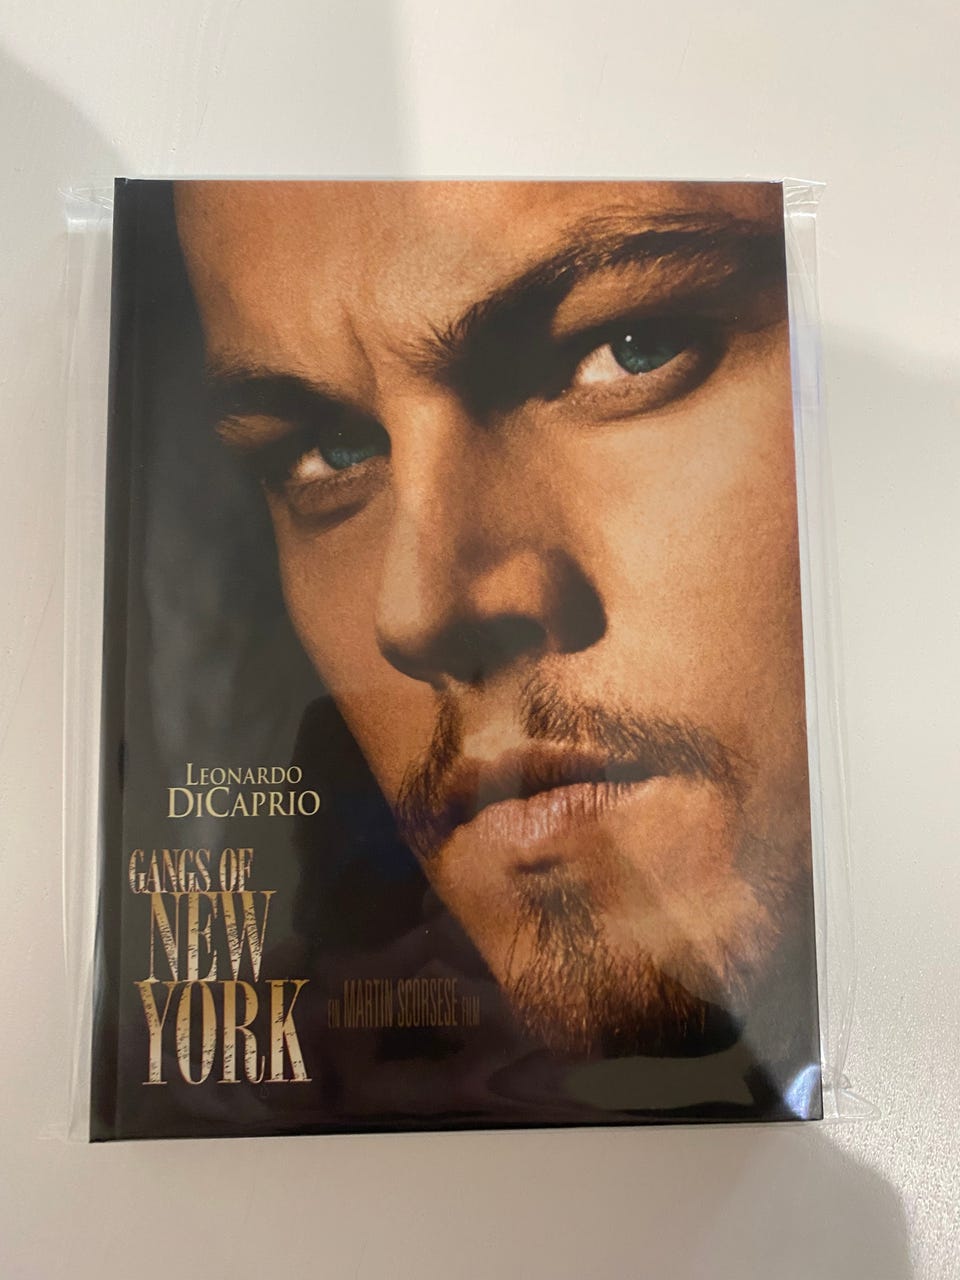 LEONARDO
DICAPRIO
GANGS OF
NEW
YORK
EIN MARTIN SCORSESE FILM